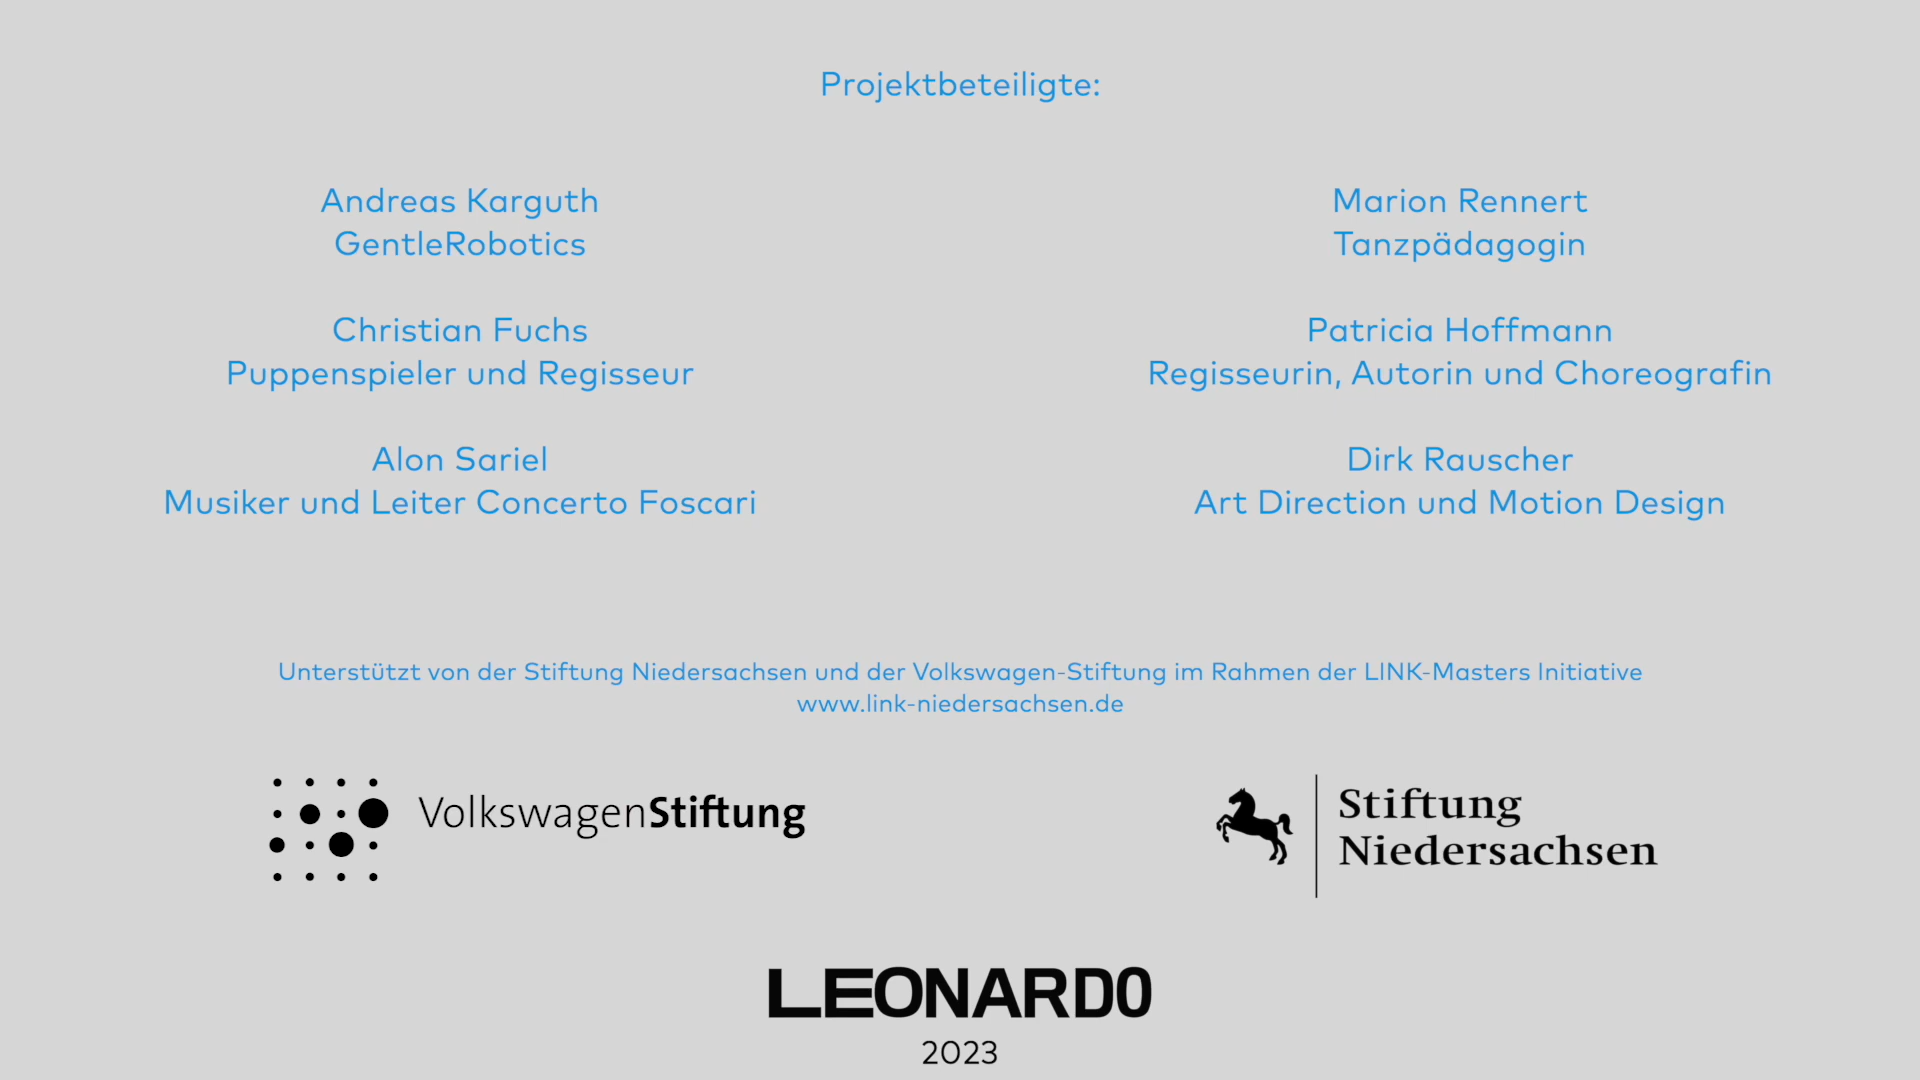 Projektbeteiligte:
Andreas Karguth
GentleRobotics
Christian Fuchs
Puppenspieler und Regisseur
Alon Sariel
Musiker und Leiter Concerto Foscari
Marion Rennert
Tanzpädagogin
Patricia Hoffmann
Regisseurin, Autorin und Choreografin
Dirk Rauscher
Art Direction und Motion Design
Unterstützt von der Stiftung Niedersachsen und der Volkswagen-Stiftung im Rahmen der LINK-Masters Initiative
www.link-niedersachsen.de
VolkswagenStiftung
Stiftung
Niedersachsen
LEONARDO
2023